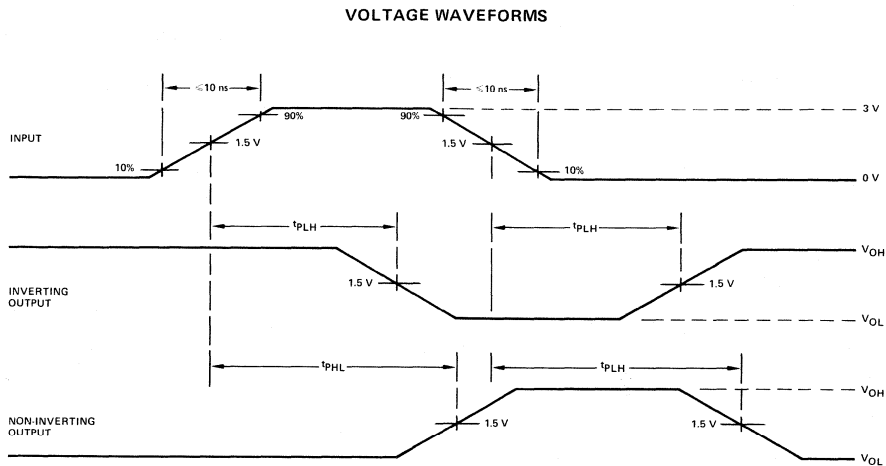 VOLTAGE WAVEFORMS
≤10 ns
≤10 ns
3 V
90%
90%
INPUT
1.5 V
1.5 V
10%
10%
0 V
tPLH
tPLH
VOH
1.5 V
1.5 V
INVERTING
OUTPUT
VOL
tPHL
tPLH
VOH
NON-INVERTING
OUTPUT
1.5 V
1.5 V
VOL